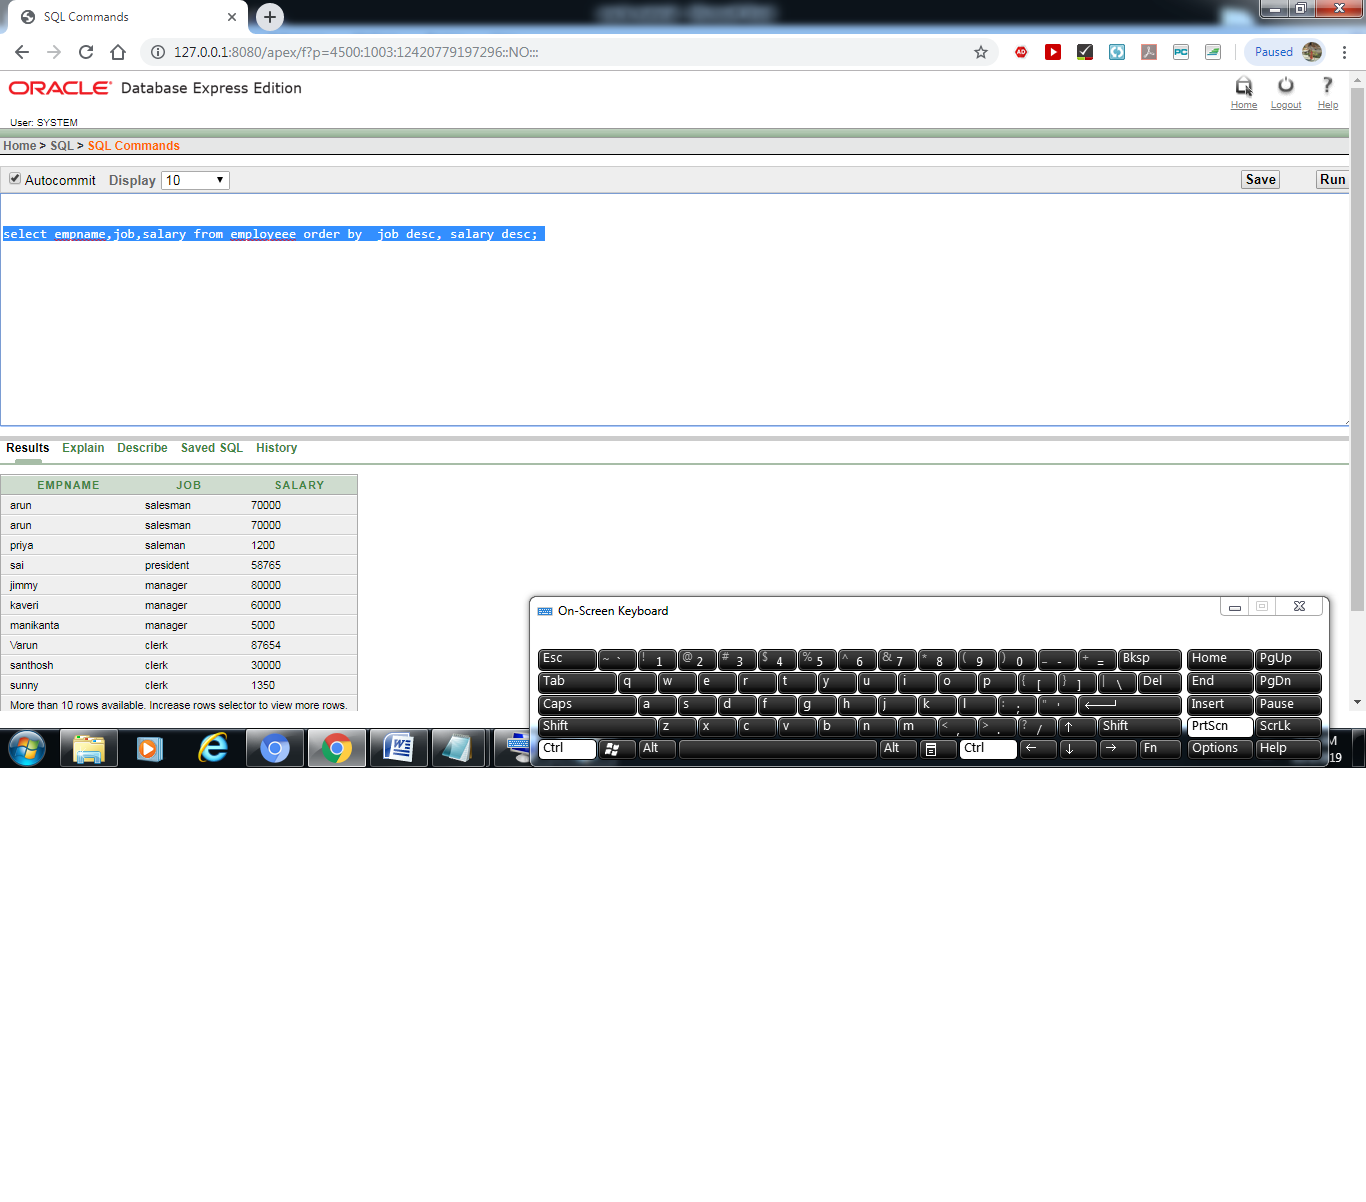 SQL Commands
127.0.0.1:8080/apex/f?p=4500:1003:12420779197296::NO:::
Paused
ORACLE Database Express Edition
Home Logout Help
User: SYSTEM
Home > SQL > SQL Commands
Autocommit Display 10 Save Run
select empname,job,salary from employeee order by  job desc, salary desc;
Results Explain Describe Saved SQL History
EMPNAME JOB SALARY
arun salesman 70000
arun salesman 70000
priya saleman 1200
sai president 58765
jimmy manager 80000
kaveri manager 60000
manikanta manager 5000
Varun clerk 87654
santhosh clerk 30000
sunny clerk 1350
More than 10 rows available. Increase rows selector to view more rows.
On-Screen Keyboard
Esc ~ ` ! 1 @ 2 # 3 $ 4 % 5 ^ 6 & 7 * 8 ( 9 ) 0 _ - + = Bksp Home PgUp
Tab q w e r t y u i o p { [ } ] | \ Del End PgDn
Caps a s d f g h j k l : ; " ' Insert Pause
Shift z x c v b n m < , > . ? / ↑ Shift PrtScn ScrLk
Ctrl Alt Alt Ctrl ← ↓ → Fn Options Help
M
19